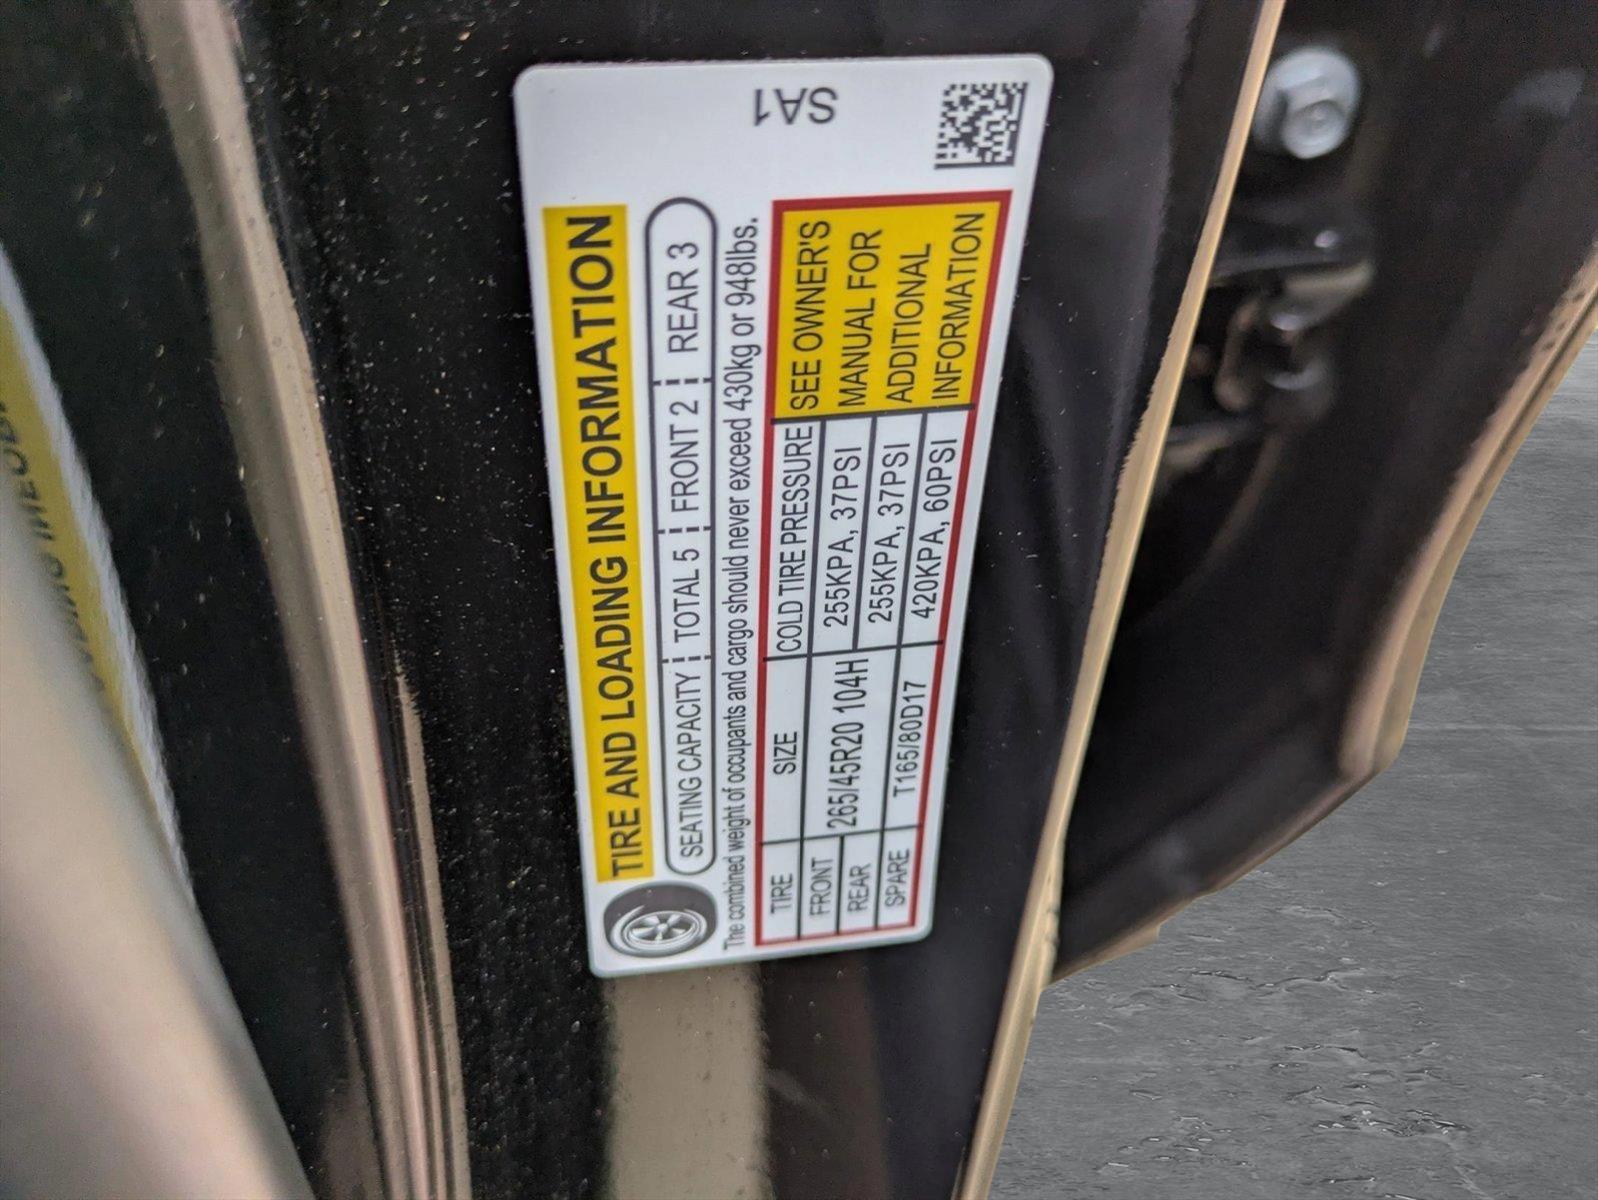 TIRE AND LOADING INFORMATION
SEATING CAPACITY TOTAL 5 FRONT 2 REAR 3
The combined weight of occupants and cargo should never exceed 430kg or 948lbs.
TIRE SIZE COLD TIRE PRESSURE
FRONT 265/45R20 104H 255KPA, 37PSI
REAR 255KPA, 37PSI
SPARE T165/80D17 420KPA, 60PSI
SEE OWNER'S
MANUAL FOR
ADDITIONAL
INFORMATION
SA1